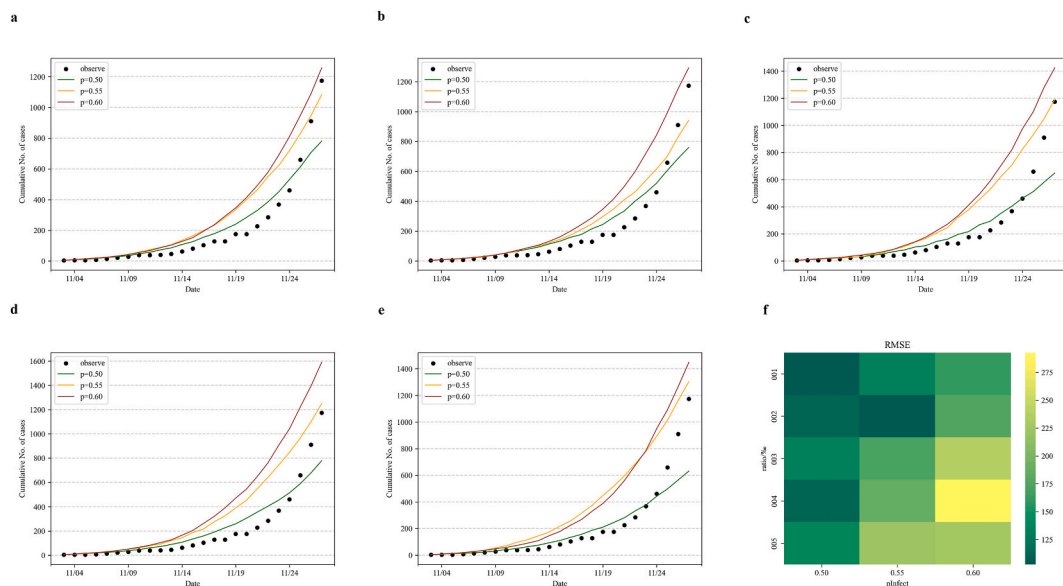 a
1200
1000
800
600
400
200
0
Cumulative No. of cases
observe
p=0.50
p=0.55
p=0.60
11/04
11/09
11/14
11/19
11/24
Date
b
1200
1000
800
600
400
200
0
Cumulative No. of cases
observe
p=0.50
p=0.55
p=0.60
11/04
11/09
11/14
11/19
11/24
Date
c
1400
1200
1000
800
600
400
200
0
Cumulative No. of cases
observe
p=0.50
p=0.55
p=0.60
11/04
11/09
11/14
11/19
11/24
Date
d
1600
1400
1200
1000
800
600
400
200
0
Cumulative No. of cases
observe
p=0.50
p=0.55
p=0.60
11/04
11/09
11/14
11/19
11/24
Date
e
1400
1200
1000
800
600
400
200
0
Cumulative No. of cases
observe
p=0.50
p=0.55
p=0.60
11/04
11/09
11/14
11/19
11/24
Date
f
RMSE
ratio/‰
001
002
003
004
005
0.50
0.55
0.60
pInfect
275
250
225
200
175
150
125